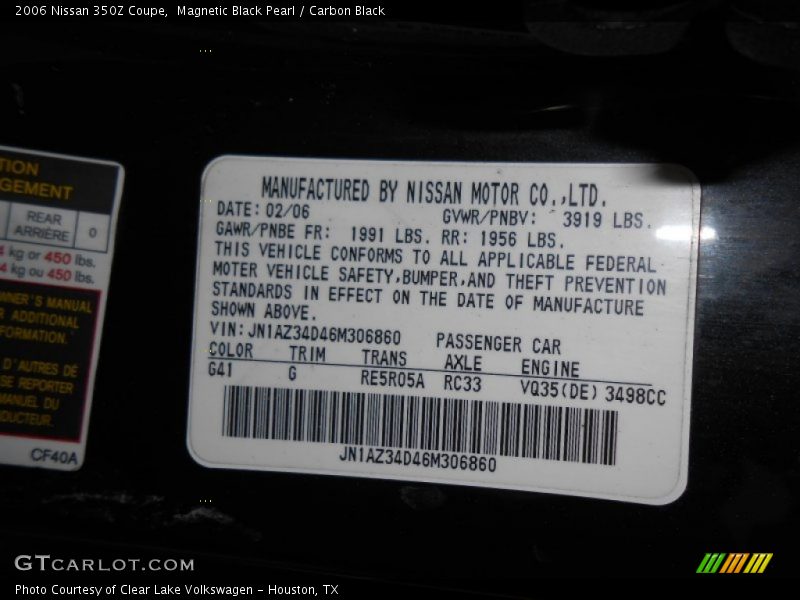 2006 Nissan 350Z Coupe,  Magnetic Black Pearl / Carbon Black
TION
GEMENT
REAR
ARRIÈRE
0
kg or 450 lbs.
4 kg ou 450 lbs.
WNER'S MANUAL
R ADDITIONAL
FORMATION.
D'AUTRES DÉ
SE REPORTER
MANUEL DU
DUCTEUR.
CF40A
MANUFACTURED BY NISSAN MOTOR CO.,LTD.
DATE: 02/06 GVWR/PNBV: 3919 LBS.
GAWR/PNBE FR: 1991 LBS. RR: 1956 LBS.
THIS VEHICLE CONFORMS TO ALL APPLICABLE FEDERAL
MOTER VEHICLE SAFETY,BUMPER,AND THEFT PREVENTION
STANDARDS IN EFFECT ON THE DATE OF MANUFACTURE
SHOWN ABOVE.
VIN: JN1AZ34D46M306860 PASSENGER CAR
COLOR TRIM TRANS AXLE ENGINE
G41 G RE5R05A RC33 VQ35(DE) 3498CC
JN1AZ34D46M306860
GTCARLOT.COM
Photo Courtesy of Clear Lake Volkswagen - Houston, TX